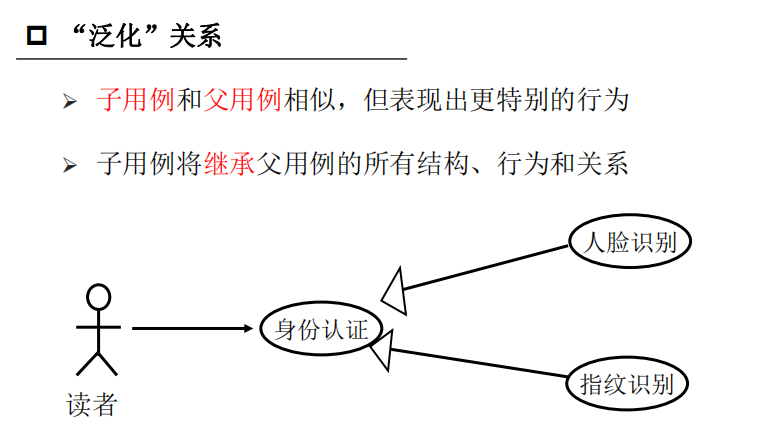 “泛化”关系
子用例和父用例相似，但表现出更特别的行为
子用例将继承父用例的所有结构、行为和关系
人脸识别
身份认证
指纹识别
读者